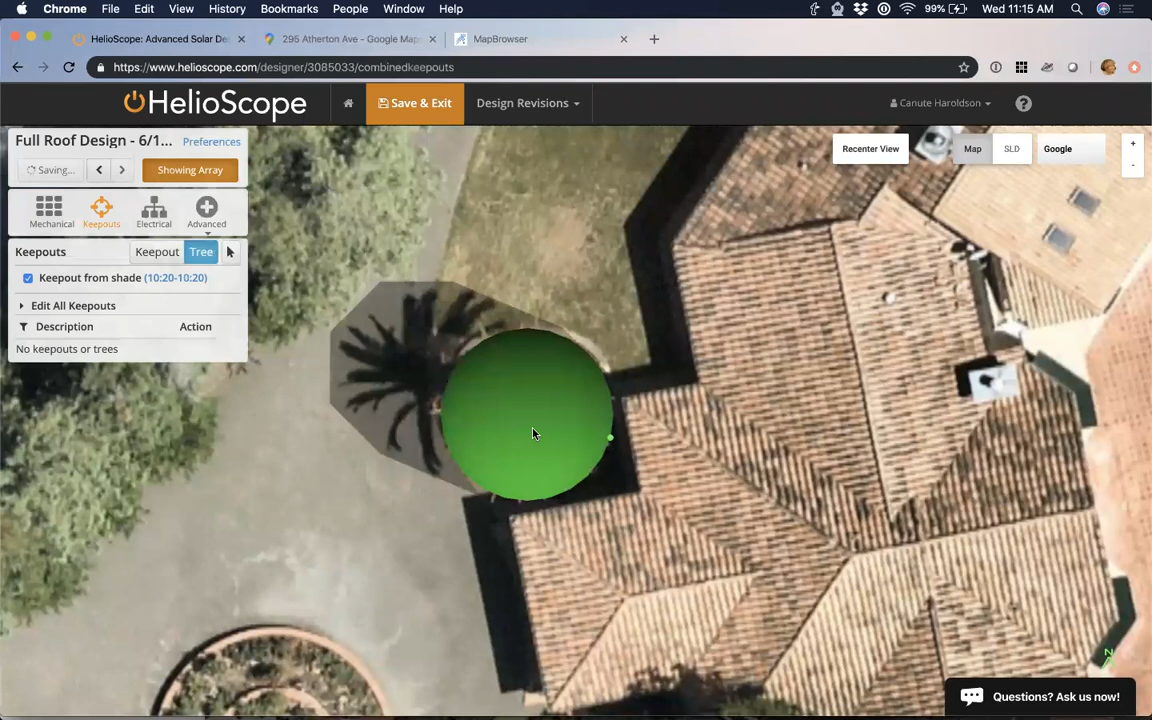 Chrome File Edit View History Bookmarks People Window Help 99% Wed 11:15 AM
HelioScope: Advanced Solar De 295 Atherton Ave - Google Maps MapBrowser
https://www.helioscope.com/designer/3085033/combinedkeepouts
HelioScope Save & Exit Design Revisions Canute Haroldson
Full Roof Design - 6/1... Preferences
Saving... Showing Array
Recenter View Map SLD Google + -
Mechanical Keepouts Electrical Advanced
Keepouts Keepout Tree
Keepout from shade (10:20-10:20)
Edit All Keepouts
Description Action
No keepouts or trees
N
Questions? Ask us now!